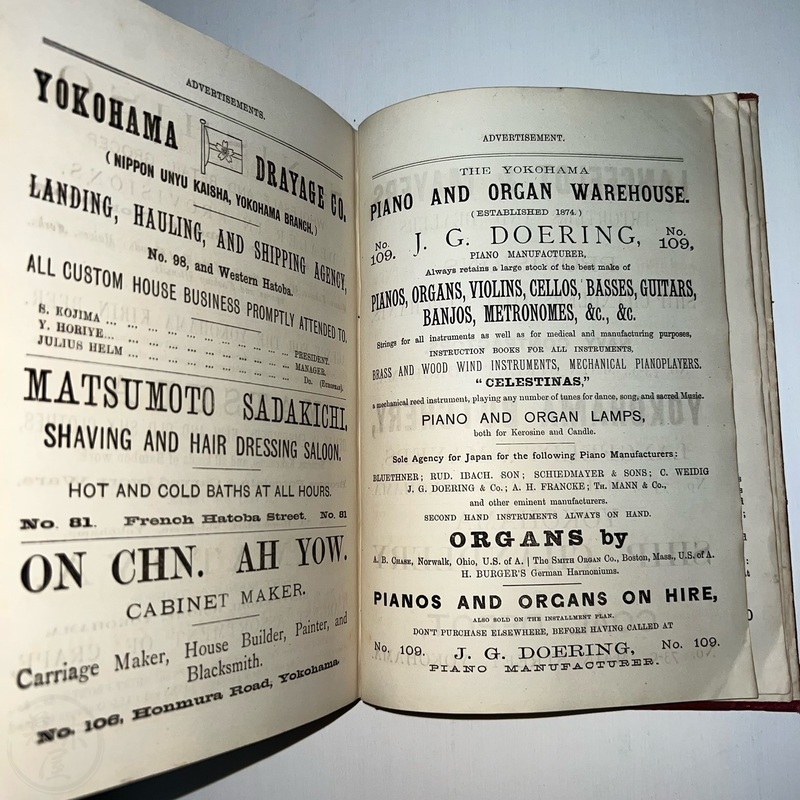 ADVERTISEMENTS.
YOKOHAMA DRAYAGE CO.
(NIPPON UNYU KAISHA, YOKOHAMA BRANCH.)
LANDING, HAULING, AND SHIPPING AGENCY,
No. 98, and Western Hatoba.
ALL CUSTOM HOUSE BUSINESS PROMPTLY ATTENDED TO.
S. KOJIMA ... ... ... ... ... ... ... ... ... PRESIDENT.
Y. HORIYE... ... ... ... ... ... ... ... ... MANAGER.
JULIUS HELM ... ... ... ... ... ... ... ... Do.
MATSUMOTO SADAKICHI,
SHAVING AND HAIR DRESSING SALOON,
HOT AND COLD BATHS AT ALL HOURS.
No. 81. French Hatoba Street. No. 81
ON CHN. AH YOW.
CABINET MAKER.
Carriage Maker, House Builder, Painter, and
Blacksmith.
No. 106, Honmura Road, Yokohama.
ADVERTISEMENT.
THE YOKOHAMA
PIANO AND ORGAN WAREHOUSE.
(ESTABLISHED 1874.)
No. 109. J. G. DOERING, No. 109,
PIANO MANUFACTURER,
Always retains a large stock of the best make of
PIANOS, ORGANS, VIOLINS, CELLOS, BASSES, GUITARS,
BANJOS, METRONOMES, &c., &c.
Strings for all instruments as well as for medical and manufacturing purposes,
INSTRUCTION BOOKS FOR ALL INSTRUMENTS,
BRASS AND WOOD WIND INSTRUMENTS, MECHANICAL PIANOPLAYERS.
"CELESTINAS,"
a mechanical reed instrument, playing any number of tunes for dance, song, and sacred Music.
PIANO AND ORGAN LAMPS,
both for Kerosine and Candle.
Sole Agency for Japan for the following Piano Manufacturers:
BLUETHNER; RUD. IBACH. SON; SCHIEDMAYER & SONS; C. WEIDIG
J. G. DOERING & Co.; A. H. FRANCKE; TH. MANN & Co.,
and other eminent manufacturers.
SECOND HAND INSTRUMENTS ALWAYS ON HAND.
ORGANS by
A. B. CHASE, Norwalk, Ohio, U.S. of A. | The SMITH ORGAN Co., Boston, Mass., U.S. of A.
H. BURGER'S German Harmoniums.
PIANOS AND ORGANS ON HIRE,
ALSO SOLD ON THE INSTALLMENT PLAN.
DON'T PURCHASE ELSEWHERE, BEFORE HAVING CALLED AT
No. 109. J. G. DOERING, No. 109.
PIANO MANUFACTURER.